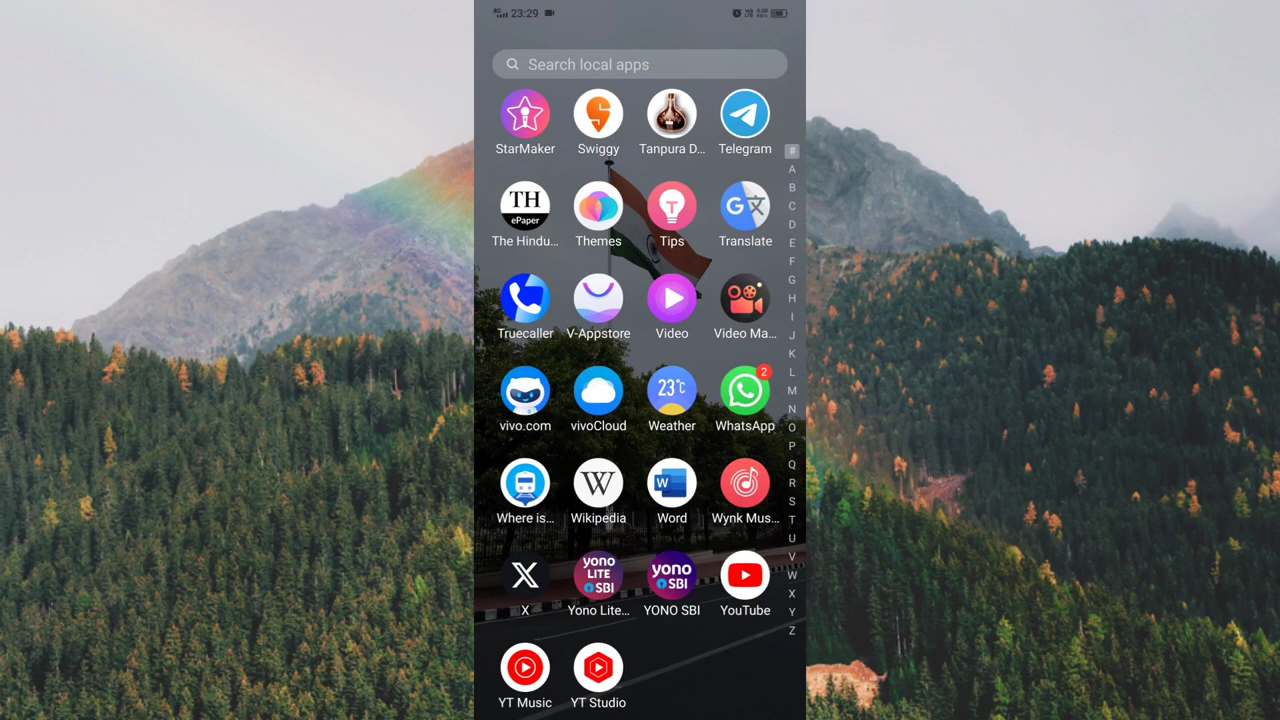 4G 23:29
Search local apps
StarMaker Swiggy Tanpura D... Telegram
#
A
TH
ePaper
T
G 文
B
C
D
The Hindu... Themes Tips Translate
E
F
G
H
I
Truecaller V-Appstore Video Video Ma...
J
K
L
23°C
2
M
N
vivo.com vivoCloud Weather WhatsApp
O
P
Q
W
W
R
S
Where is... Wikipedia Word Wynk Mus...
T
U
V
X
yono
LITE
SBI
yono
SBI
W
X
X Yono Lite... YONO SBI YouTube
Y
Z
YT Music YT Studio